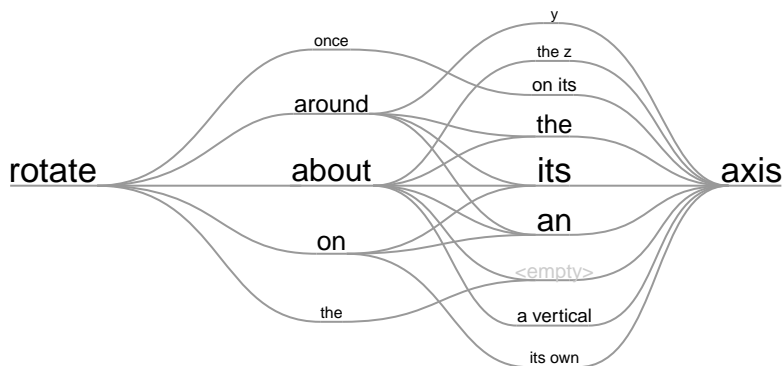 rotate
once
around
about
on
the
y
the z
on its
the
its
an
<empty>
a vertical
its own
axis